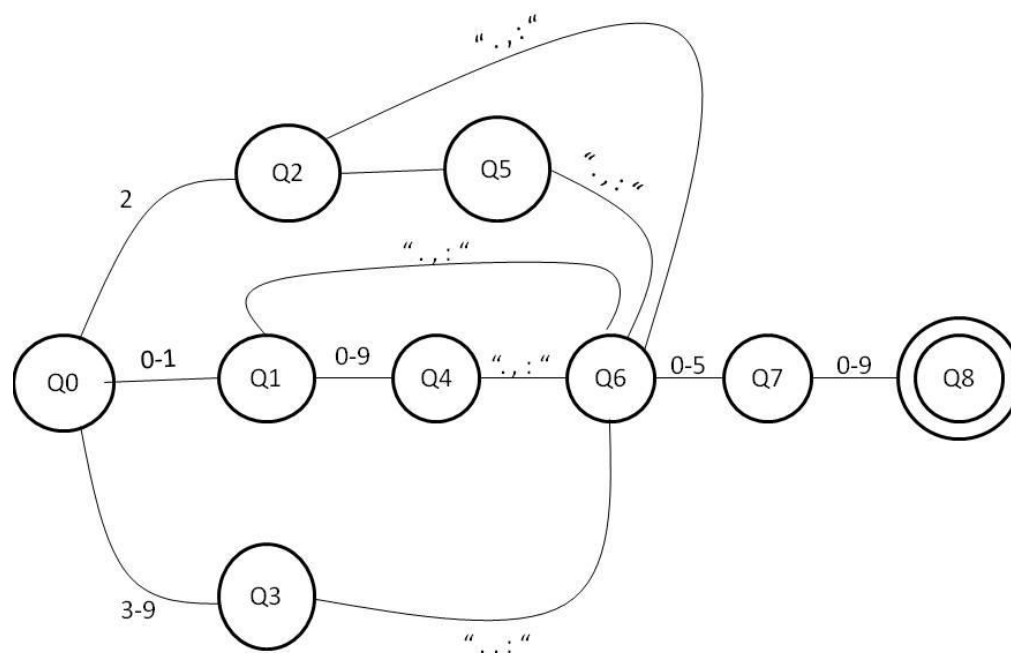 “ . , : “
Q2
Q5
“ . , : “
2
“ . , : “
Q0
0-1
Q1
0-9
Q4
“ . , : “
Q6
0-5
Q7
0-9
Q8
3-9
Q3
“ . , : “